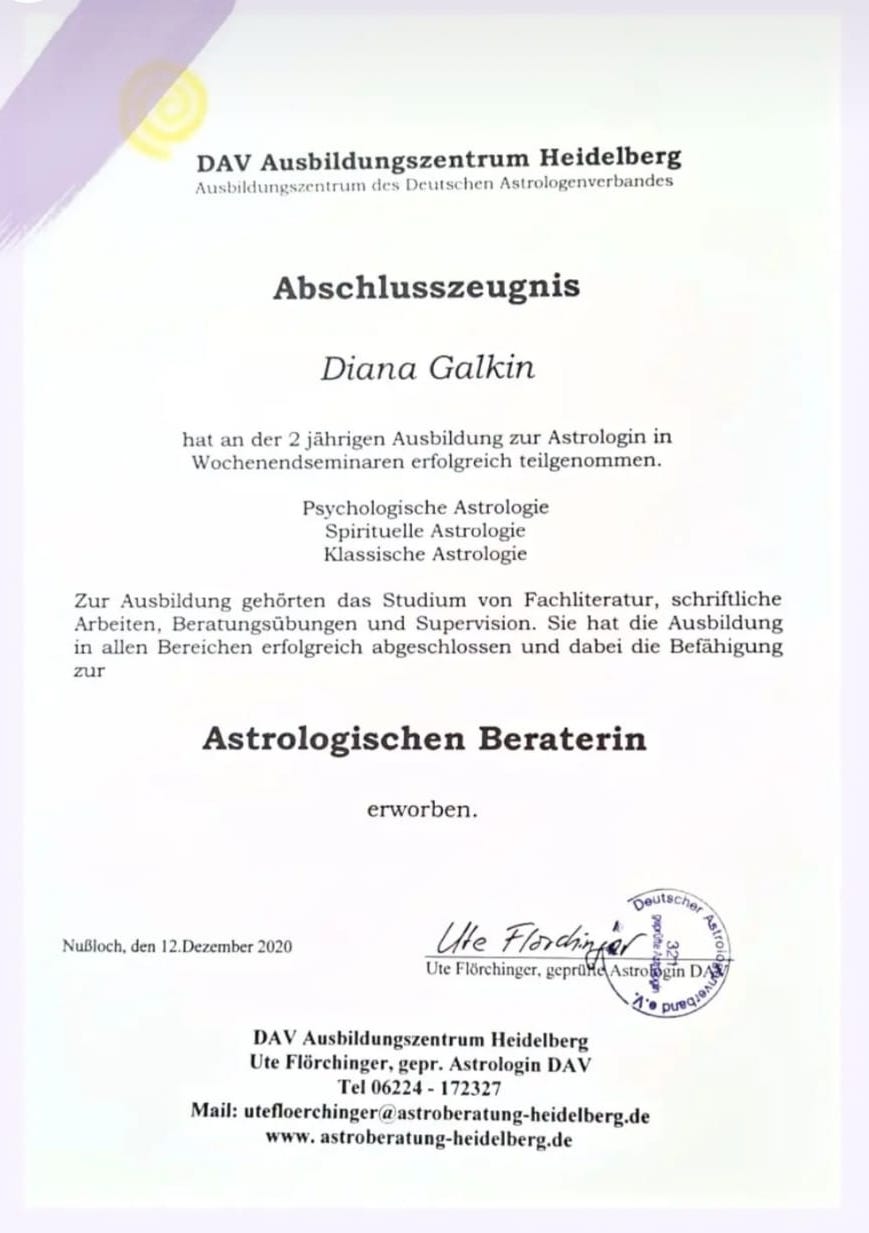 DAV Ausbildungszentrum Heidelberg
Ausbildungszentrum des Deutschen Astrologenverbandes
Abschlusszeugnis
Diana Galkin
hat an der 2 jährigen Ausbildung zur Astrologin in
Wochenendseminaren erfolgreich teilgenommen.
Psychologische Astrologie
Spirituelle Astrologie
Klassische Astrologie
Zur Ausbildung gehörten das Studium von Fachliteratur, schriftliche
Arbeiten, Beratungsübungen und Supervision. Sie hat die Ausbildung
in allen Bereichen erfolgreich abgeschlossen und dabei die Befähigung
zur
Astrologischen Beraterin
erworben.
Nußloch, den 12.Dezember 2020
Ute Flörchinger
Ute Flörchinger, geprüfte Astrologin DAV
Deutscher Astrologenverband e.V.
321
geprüfte Astrologin
DAV Ausbildungszentrum Heidelberg
Ute Flörchinger, gepr. Astrologin DAV
Tel 06224 - 172327
Mail: utefloerchinger@astroberatung-heidelberg.de
www. astroberatung-heidelberg.de